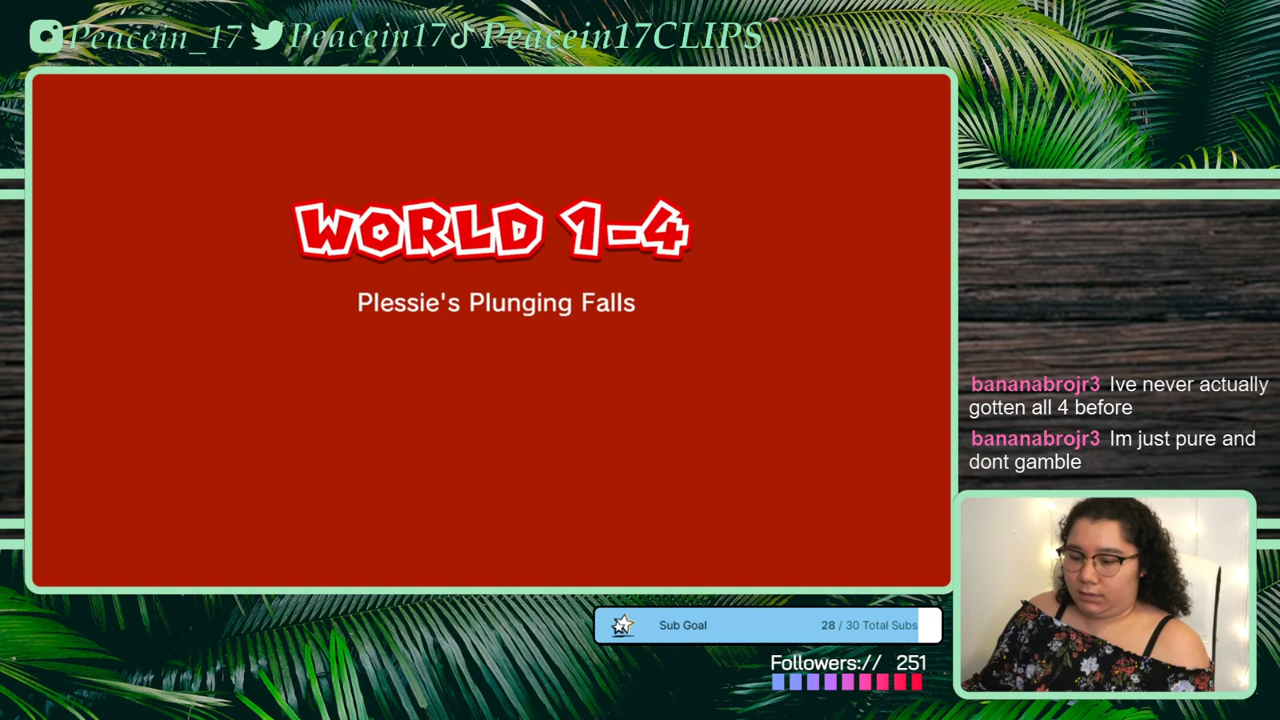 Peacein_17 Peacein17 Peacein17CLIPS
WORLD 1-4
Plessie's Plunging Falls
bananabrojr3 Ive never actually
gotten all 4 before
bananabrojr3 Im just pure and
dont gamble
Sub Goal 28 / 30 Total Subs
Followers:// 251